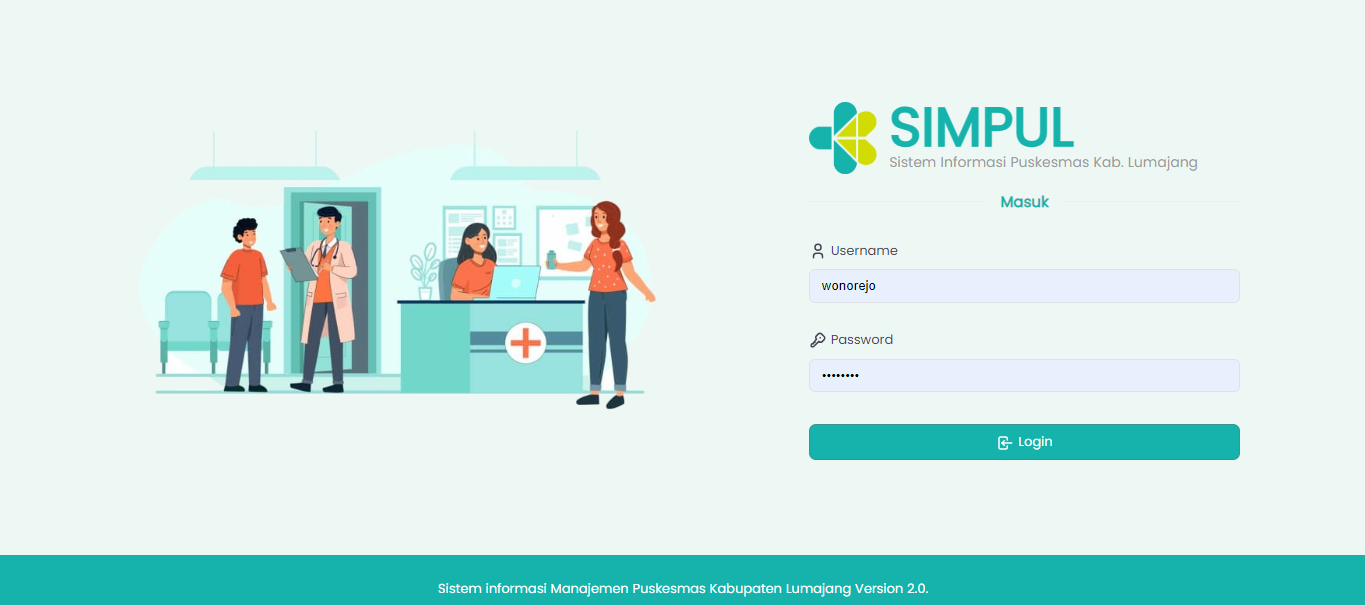 SIMPUL
Sistem Informasi Puskesmas Kab. Lumajang
Masuk
Username
wonorejo
Password
••••••••
Login
Sistem informasi Manajemen Puskesmas Kabupaten Lumajang Version 2.0.